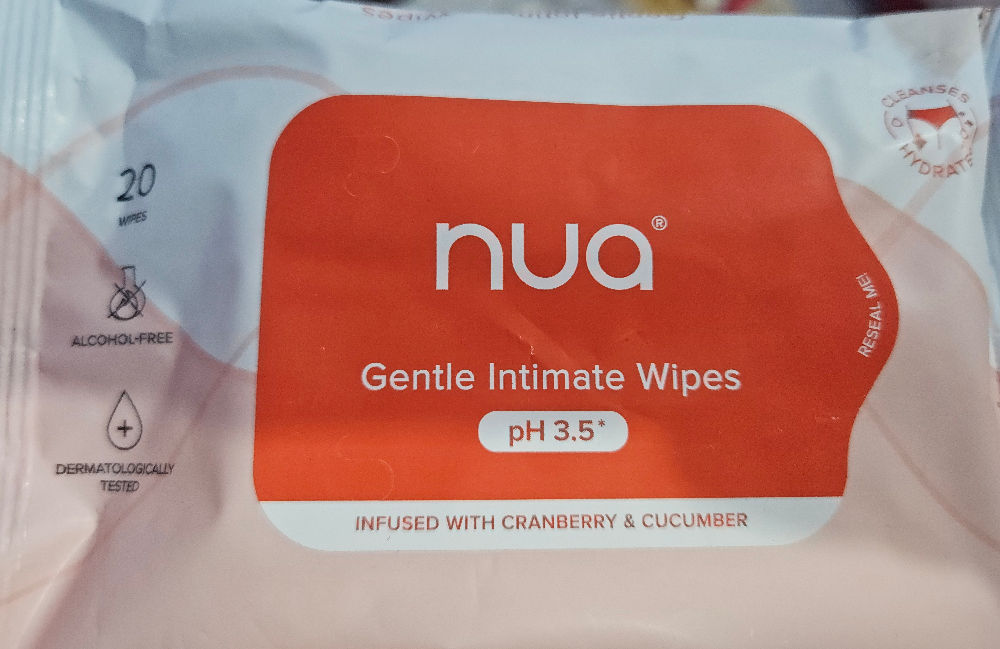 20
WIPES
ALCOHOL-FREE
DERMATOLOGICALLY
TESTED
nua®
Gentle Intimate Wipes
pH 3.5*
INFUSED WITH CRANBERRY & CUCUMBER
RESEAL ME!
CLEANSES
HYDRATE